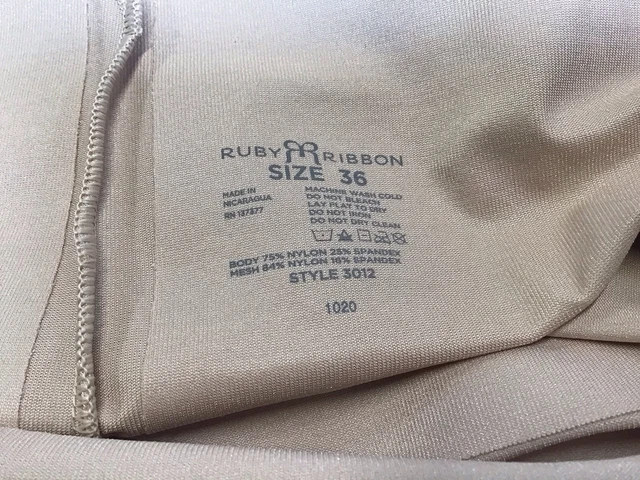 RUBY RR RIBBON
SIZE 36
MADE IN
NICARAGUA
RN 137877
MACHINE WASH COLD
DO NOT BLEACH
LAY FLAT TO DRY
DO NOT IRON
DO NOT DRY CLEAN
BODY 75% NYLON 25% SPANDEX
MESH 84% NYLON 16% SPANDEX
STYLE 3012
1020